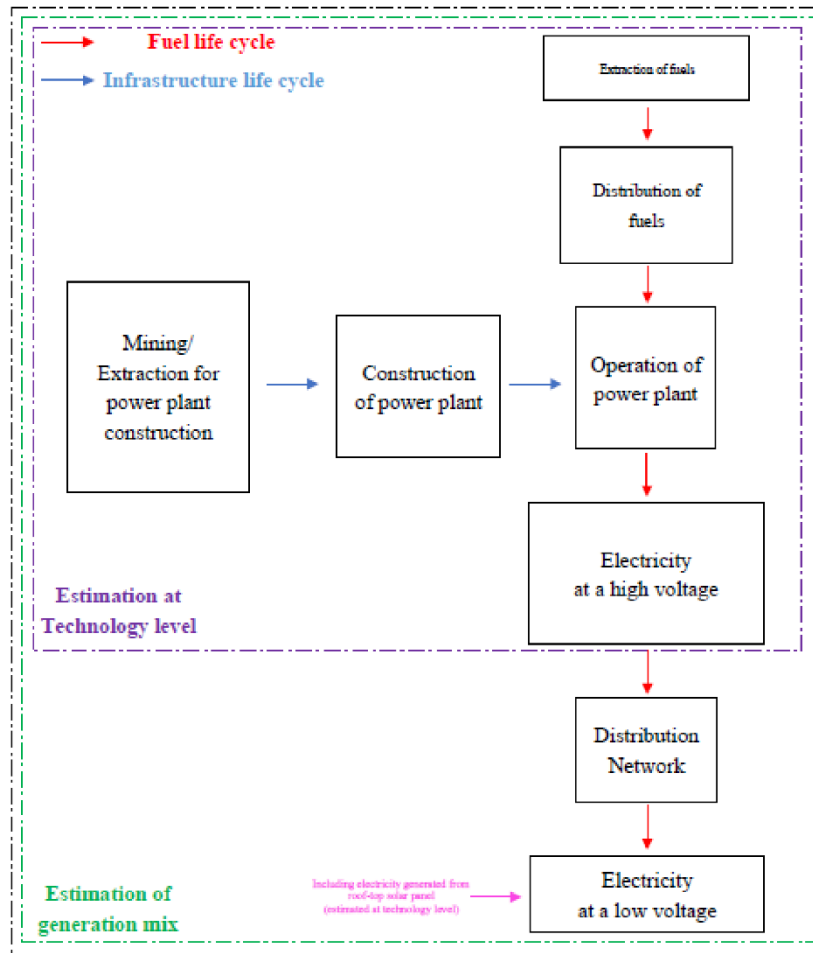 Fuel life cycle
Infrastructure life cycle
Extraction of fuels
Distribution of
fuels
Mining/
Extraction for
power plant
construction
Construction
of power plant
Operation of
power plant
Electricity
at a high voltage
Estimation at
Technology level
Distribution
Network
Including electricity generated from
roof-top solar panel
(estimated at technology level)
Electricity
at a low voltage
Estimation of
generation mix